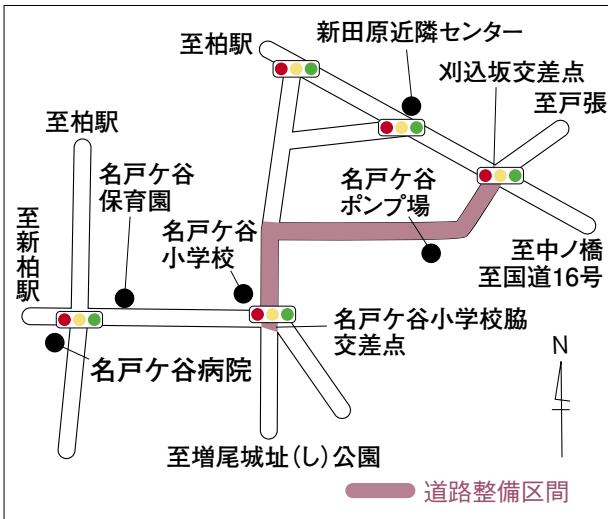 新田原近隣センター
至柏駅
刈込坂交差点
至戸張
至柏駅
名戸ケ谷
保育園
名戸ケ谷
ポンプ場
至新柏駅
名戸ケ谷
小学校
至中ノ橋
至国道16号
名戸ケ谷小学校脇
交差点
名戸ケ谷病院
N
至増尾城址(し)公園
道路整備区間